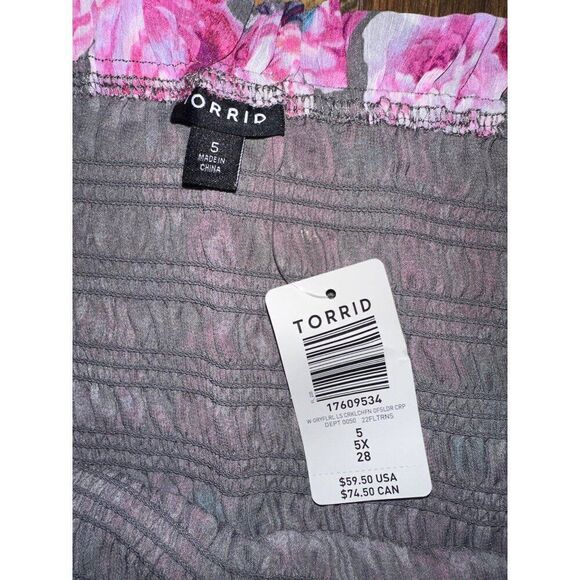 TORRID
5
MADE IN
CHINA
TORRID
17609534
W GRYFLRL LS CRKLCHFN OFSLDR CRP
DEPT 0050 22FLTRNS
5
5X
28
$59.50 USA
$74.50 CAN